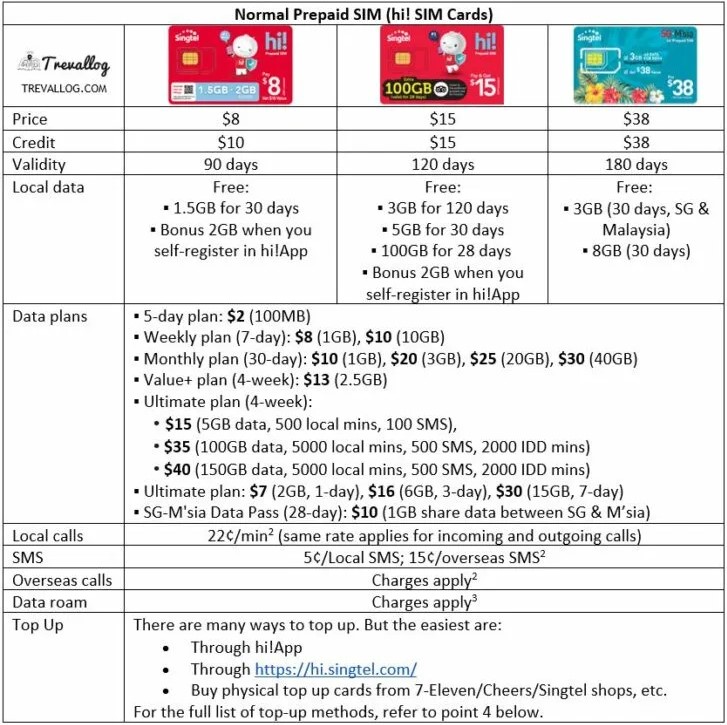 Normal Prepaid SIM (hi! SIM Cards)
Trevallog
TREVALLOG.COM
Singtel
hi!
Prepaid SIM
$8
1.5GB + 2GB
Singtel
hi!
Prepaid SIM
100GB
$15
Singtel
SG+M'sia
3GB
$38
$38
Price
$8
$15
$38
Credit
$10
$15
$38
Validity
90 days
120 days
180 days
Local data
Free:
▪ 1.5GB for 30 days
▪ Bonus 2GB when you
self-register in hi!App
Free:
▪ 3GB for 120 days
▪ 5GB for 30 days
▪ 100GB for 28 days
▪ Bonus 2GB when you
self-register in hi!App
Free:
▪ 3GB (30 days, SG &
Malaysia)
▪ 8GB (30 days)
Data plans
▪ 5-day plan: $2 (100MB)
▪ Weekly plan (7-day): $8 (1GB), $10 (10GB)
▪ Monthly plan (30-day): $10 (1GB), $20 (3GB), $25 (20GB), $30 (40GB)
▪ Value+ plan (4-week): $13 (2.5GB)
▪ Ultimate plan (4-week):
• $15 (5GB data, 500 local mins, 100 SMS),
• $35 (100GB data, 5000 local mins, 500 SMS, 2000 IDD mins)
• $40 (150GB data, 5000 local mins, 500 SMS, 2000 IDD mins)
▪ Ultimate plan: $7 (2GB, 1-day), $16 (6GB, 3-day), $30 (15GB, 7-day)
▪ SG-M'sia Data Pass (28-day): $10 (1GB share data between SG & M’sia)
Local calls
22¢/min² (same rate applies for incoming and outgoing calls)
SMS
5¢/Local SMS; 15¢/overseas SMS²
Overseas calls
Charges apply²
Data roam
Charges apply³
Top Up
There are many ways to top up. But the easiest are:
• Through hi!App
• Through https://hi.singtel.com/
• Buy physical top up cards from 7-Eleven/Cheers/Singtel shops, etc.
For the full list of top-up methods, refer to point 4 below.